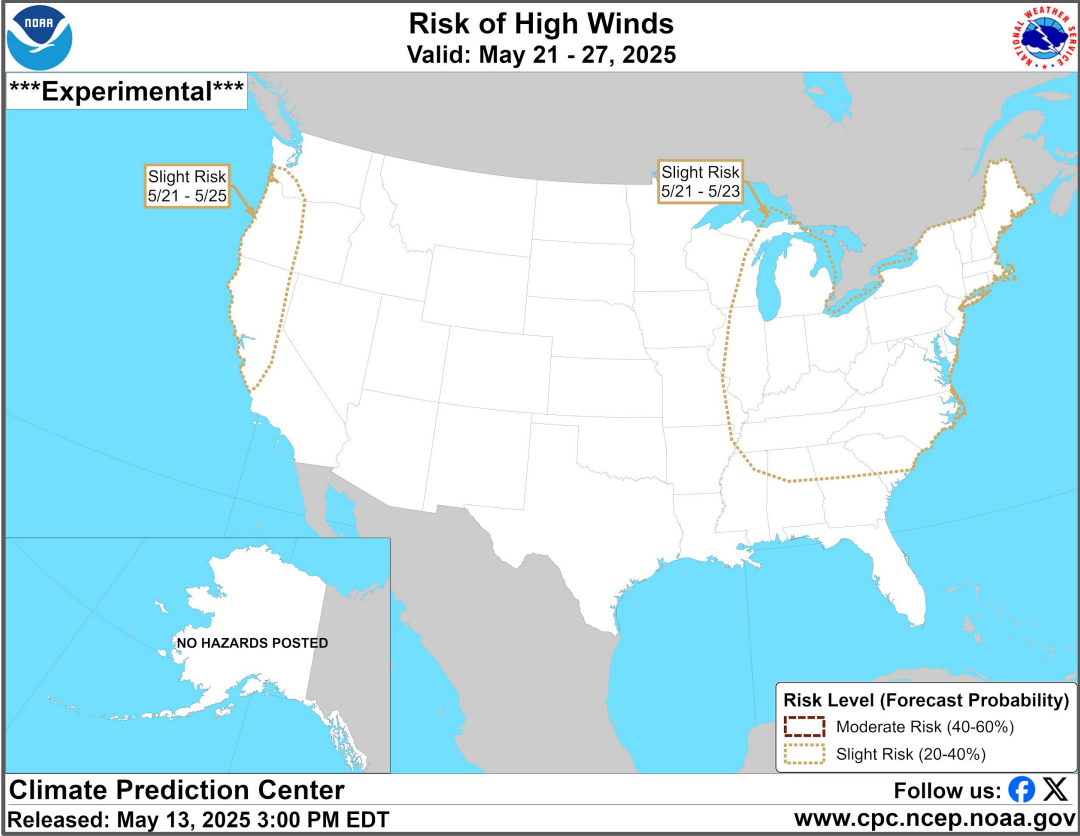 NOAA
Risk of High Winds
Valid: May 21 - 27, 2025
NATIONAL WEATHER SERVICE
***Experimental***
Slight Risk
5/21 - 5/25
Slight Risk
5/21 - 5/23
NO HAZARDS POSTED
Risk Level (Forecast Probability)
Moderate Risk (40-60%)
Slight Risk (20-40%)
Climate Prediction Center
Follow us:
Released: May 13, 2025 3:00 PM EDT
www.cpc.ncep.noaa.gov